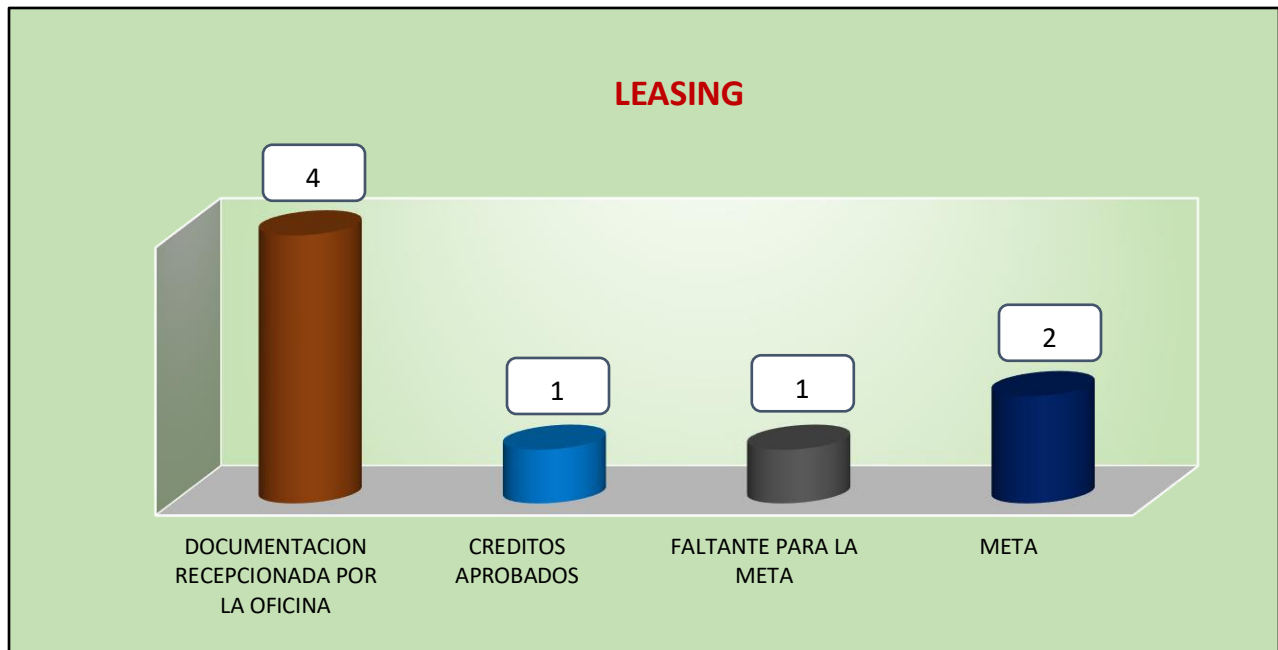 LEASING
4
1
1
2
DOCUMENTACION
RECEPCIONADA POR
LA OFICINA
CREDITOS
APROBADOS
FALTANTE PARA LA
META
META